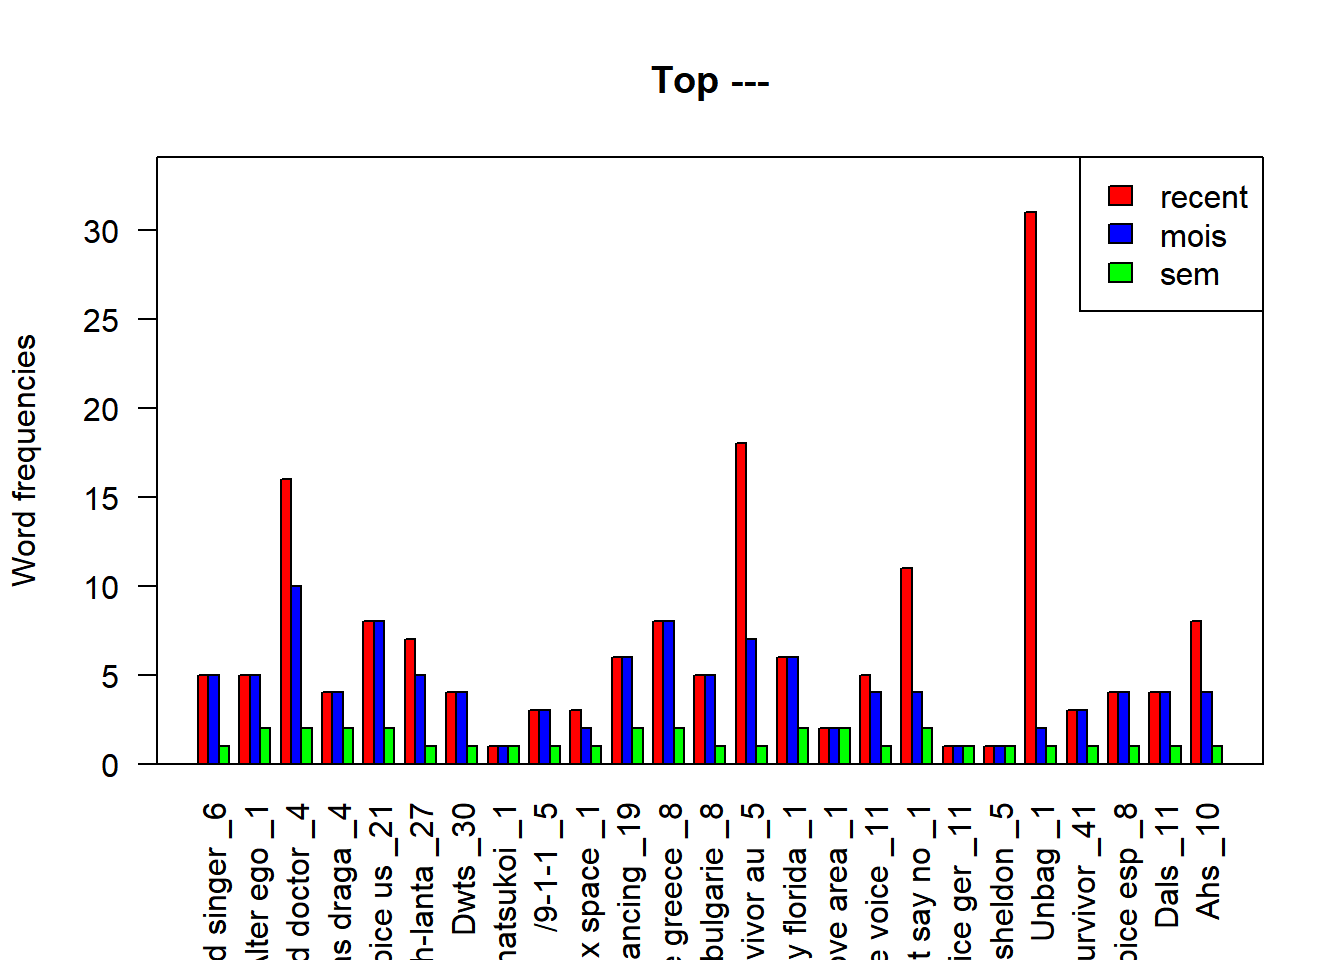 Top ---
Word frequencies
30
25
20
15
10
5
0
recent
mois
sem
d singer _6
Alter ego _1
d doctor _4
as draga _4
oice us _21
h-lanta _27
Dwts _30
natsukoi _1
/9-1-1 _5
x space _1
ancing _19
e greece _8
bulgarie _8
vivor au _5
y florida _1
ove area _1
e voice _11
t say no _1
ice ger _11
sheldon _5
Unbag _1
urvivor _41
oice esp _8
Dals _11
Ahs _10